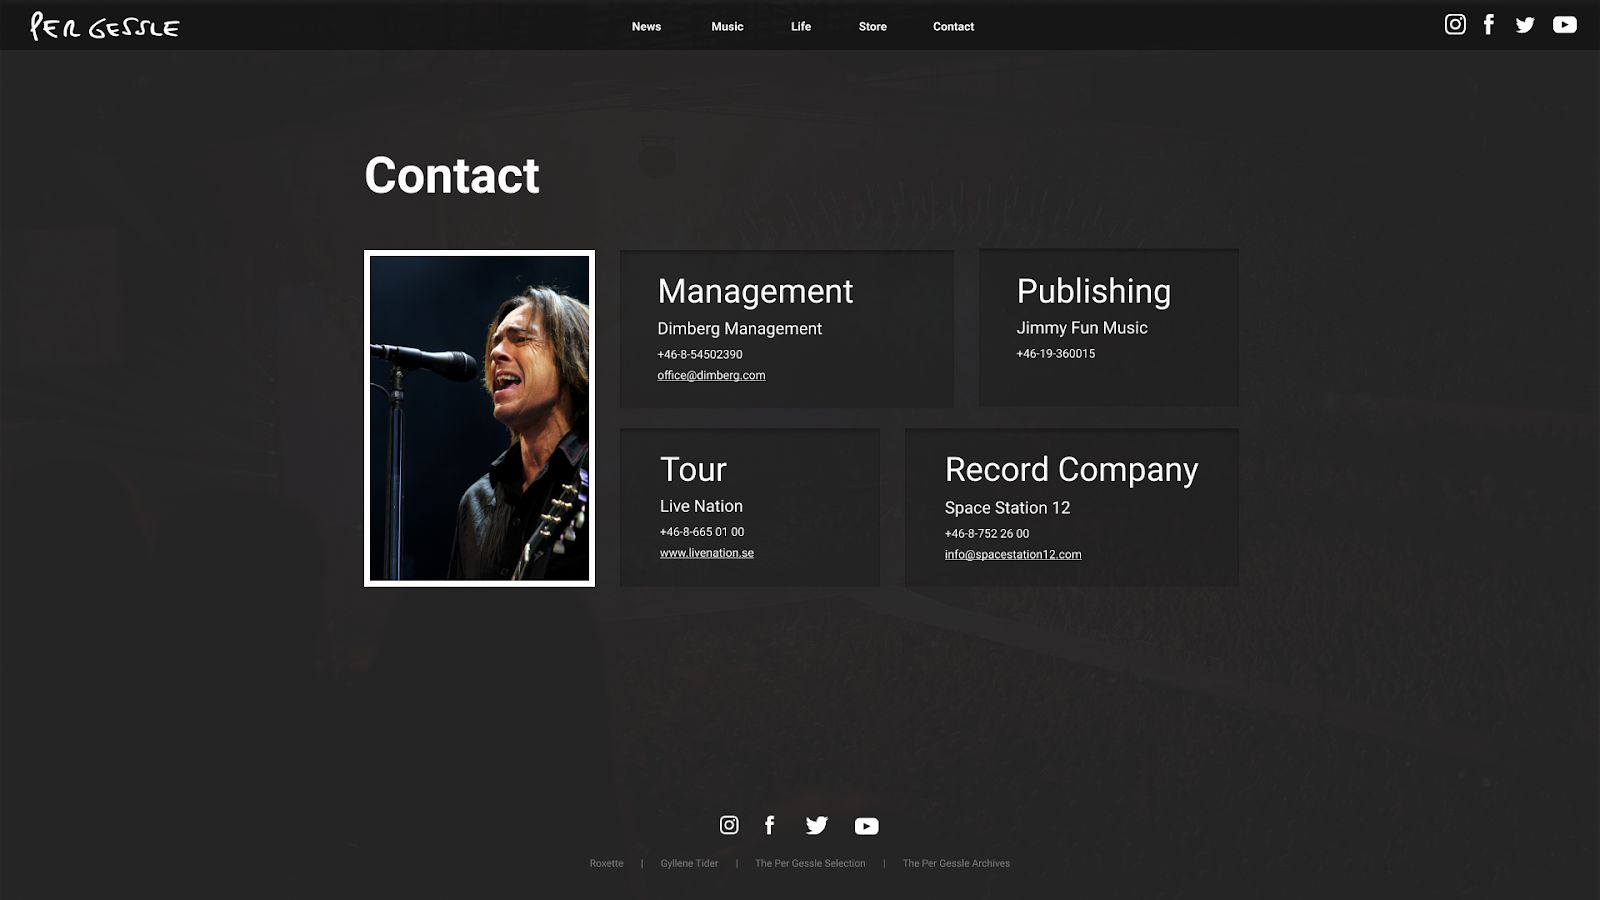 PER GESSLE
News
Music
Life
Store
Contact
Contact
Management
Dimberg Management
+46-8-54502390
office@dimberg.com
Publishing
Jimmy Fun Music
+46-19-360015
Tour
Live Nation
+46-8-665 01 00
www.livenation.se
Record Company
Space Station 12
+46-8-752 26 00
info@spacestation12.com
Roxette | Gyllene Tider | The Per Gessle Selection | The Per Gessle Archives